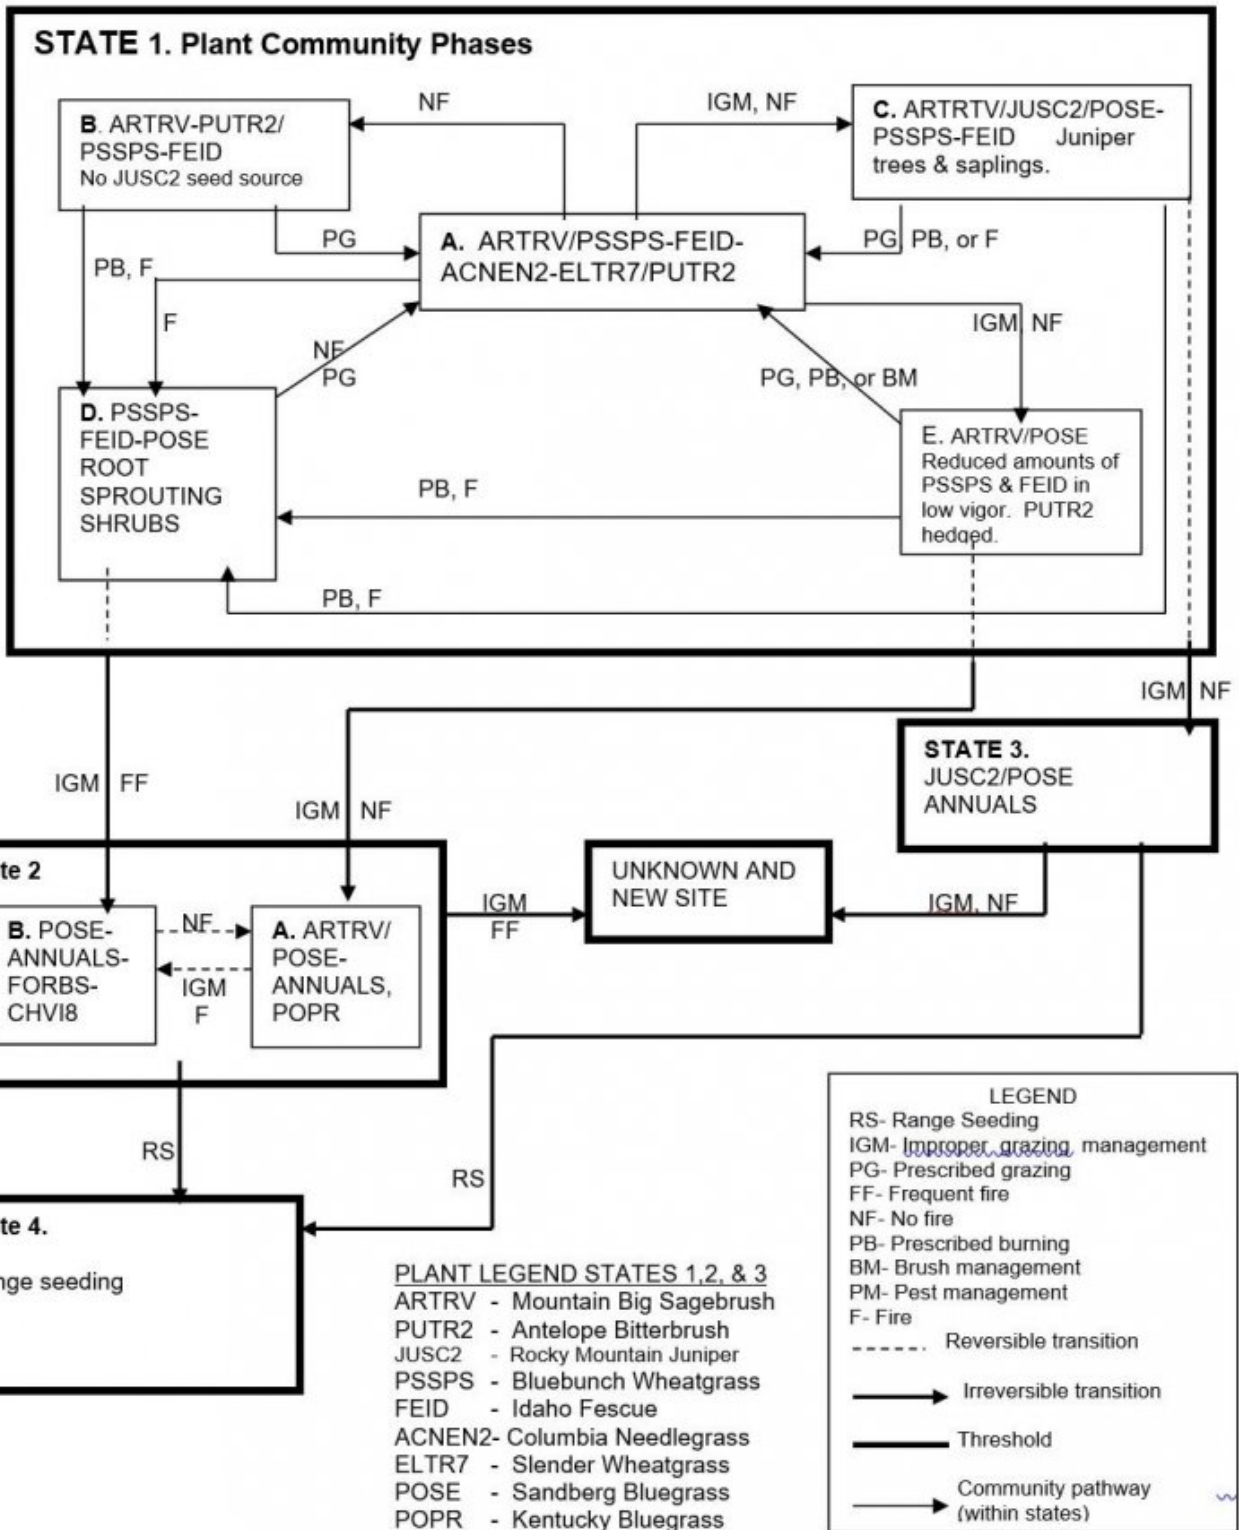 STATE 1. Plant Community Phases
NF
IGM, NF
B. ARTRV-PUTR2/
PSSPS-FEID
No JUSC2 seed source
C. ARTRTV/JUSC2/POSE-
PSSPS-FEID Juniper
trees & saplings.
PG
A. ARTRV/PSSPS-FEID-
ACNEN2-ELTR7/PUTR2
PG, PB, or F
PB, F
F
NF
PG
IGM, NF
PG, PB, or BM
D. PSSPS-
FEID-POSE
ROOT
SPROUTING
SHRUBS
E. ARTRV/POSE
Reduced amounts of
PSSPS & FEID in
low vigor. PUTR2
hedged.
PB, F
PB, F
IGM NF
STATE 3.
JUSC2/POSE
ANNUALS
IGM FF
IGM NF
te 2
B. POSE-
ANNUALS-
FORBS-
CHVI8
NF
IGM
F
A. ARTRV/
POSE-
ANNUALS,
POPR
IGM
FF
UNKNOWN AND
NEW SITE
IGM, NF
RS
RS
te 4.
nge seeding
PLANT LEGEND STATES 1,2, & 3
ARTRV - Mountain Big Sagebrush
PUTR2 - Antelope Bitterbrush
JUSC2 - Rocky Mountain Juniper
PSSPS - Bluebunch Wheatgrass
FEID - Idaho Fescue
ACNEN2- Columbia Needlegrass
ELTR7 - Slender Wheatgrass
POSE - Sandberg Bluegrass
POPR - Kentucky Bluegrass
LEGEND
RS- Range Seeding
IGM- Improper grazing management
PG- Prescribed grazing
FF- Frequent fire
NF- No fire
PB- Prescribed burning
BM- Brush management
PM- Pest management
F- Fire
Reversible transition
Irreversible transition
Threshold
Community pathway
(within states)